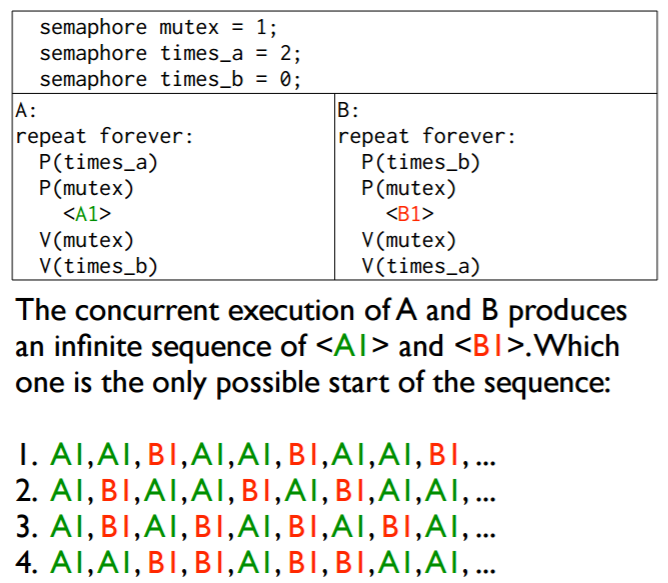 semaphore mutex = 1;
semaphore times_a = 2;
semaphore times_b = 0;
A:
repeat forever:
P(times_a)
P(mutex)
<A1>
V(mutex)
V(times_b)
B:
repeat forever:
P(times_b)
P(mutex)
<B1>
V(mutex)
V(times_a)
The concurrent execution of A and B produces
an infinite sequence of <A1> and <B1>. Which
one is the only possible start of the sequence:
1. A1, A1, B1, A1, A1, B1, A1, A1, B1, ...
2. A1, B1, A1, A1, B1, A1, B1, A1, A1, ...
3. A1, B1, A1, B1, A1, B1, A1, B1, A1, ...
4. A1, A1, B1, B1, A1, B1, B1, A1, A1, ...